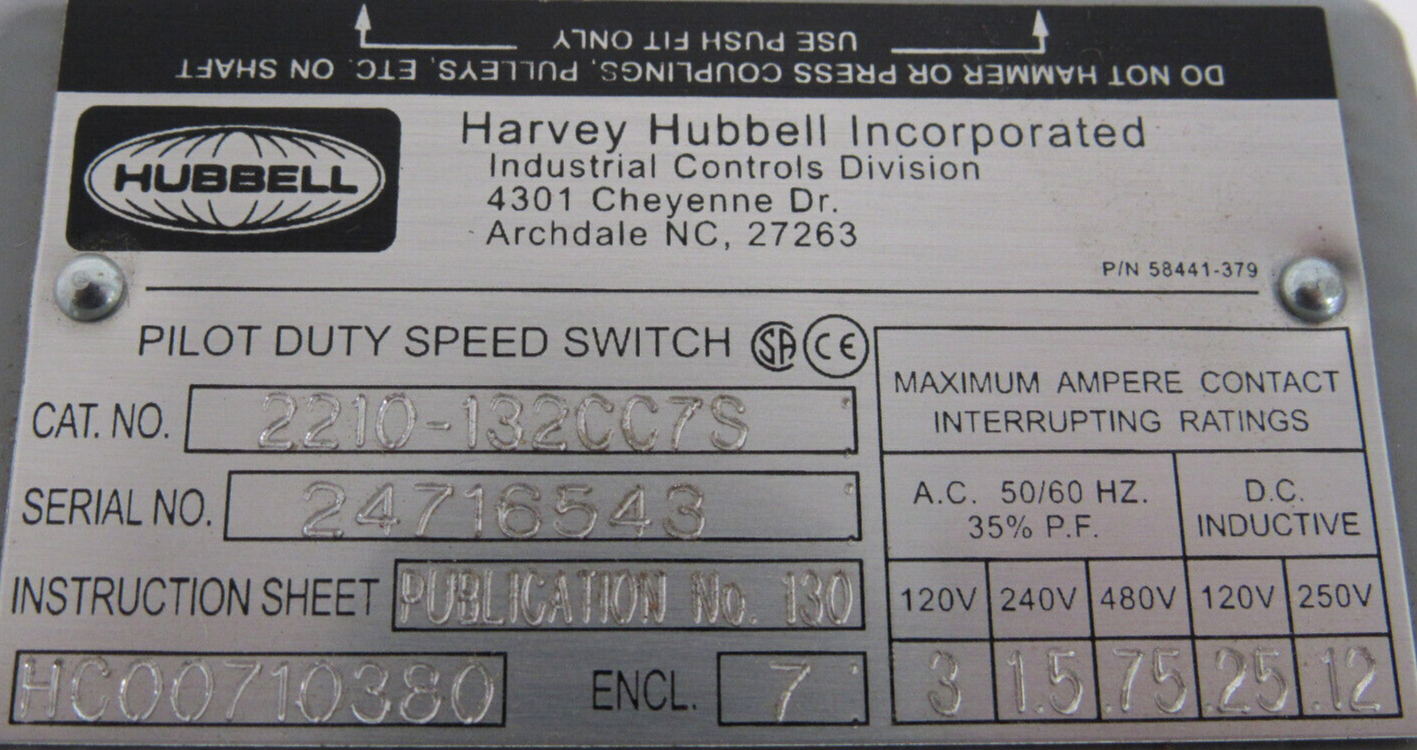 USE PUSH FIT ONLY
DO NOT HAMMER OR PRESS COUPLINGS, PULLEYS, ETC. ON SHAFT
HUBBELL
Harvey Hubbell Incorporated
Industrial Controls Division
4301 Cheyenne Dr.
Archdale NC, 27263
P/N 58441-379
PILOT DUTY SPEED SWITCH SA CE
CAT. NO. 2210-132CC7S
SERIAL NO. 24716543
INSTRUCTION SHEET PUBLICATION No. 130
HC00710380 ENCL. 7
MAXIMUM AMPERE CONTACT
INTERRUPTING RATINGS
A.C. 50/60 HZ. D.C.
35% P.F. INDUCTIVE
120V 240V 480V 120V 250V
3 1.5 .75 .25 .12